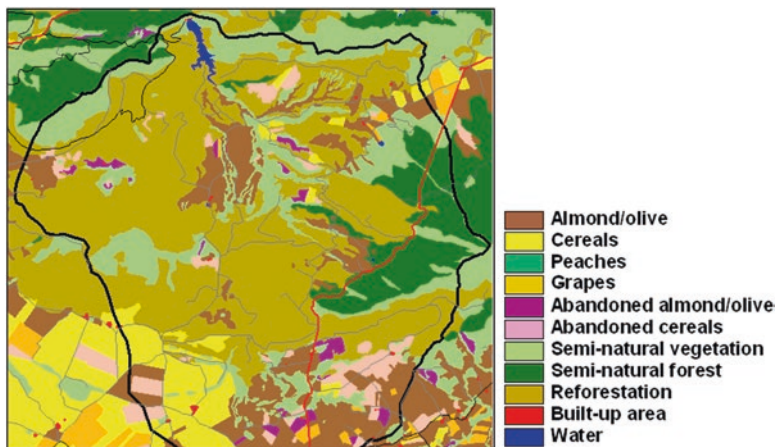 Almond/olive
Cereals
Peaches
Grapes
Abandoned almond/olive
Abandoned cereals
Semi-natural vegetation
Semi-natural forest
Reforestation
Built-up area
Water